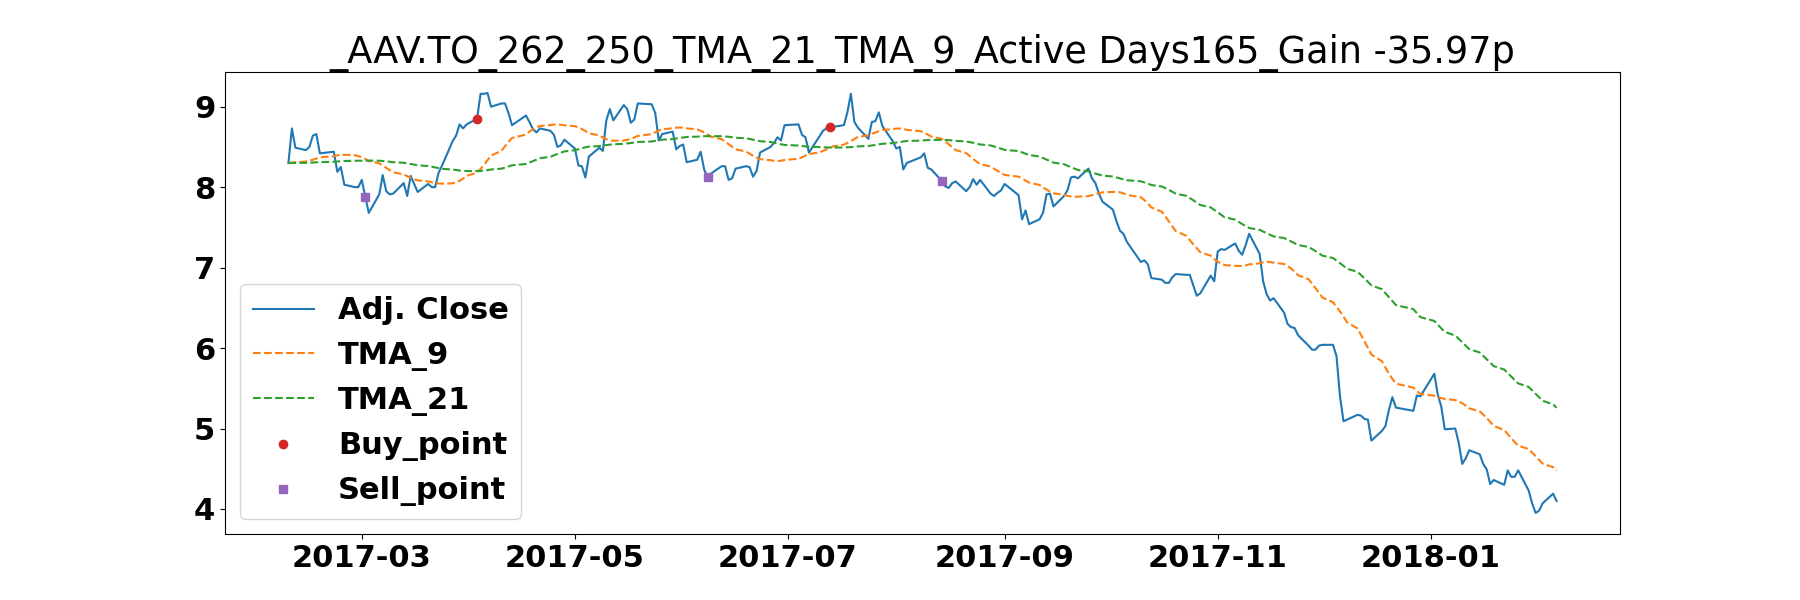 _AAV.TO_262_250_TMA_21_TMA_9_Active Days165_Gain -35.97p
9
8
7
6
5
4
Adj. Close
TMA_9
TMA_21
Buy_point
Sell_point
2017-03 2017-05 2017-07 2017-09 2017-11 2018-01